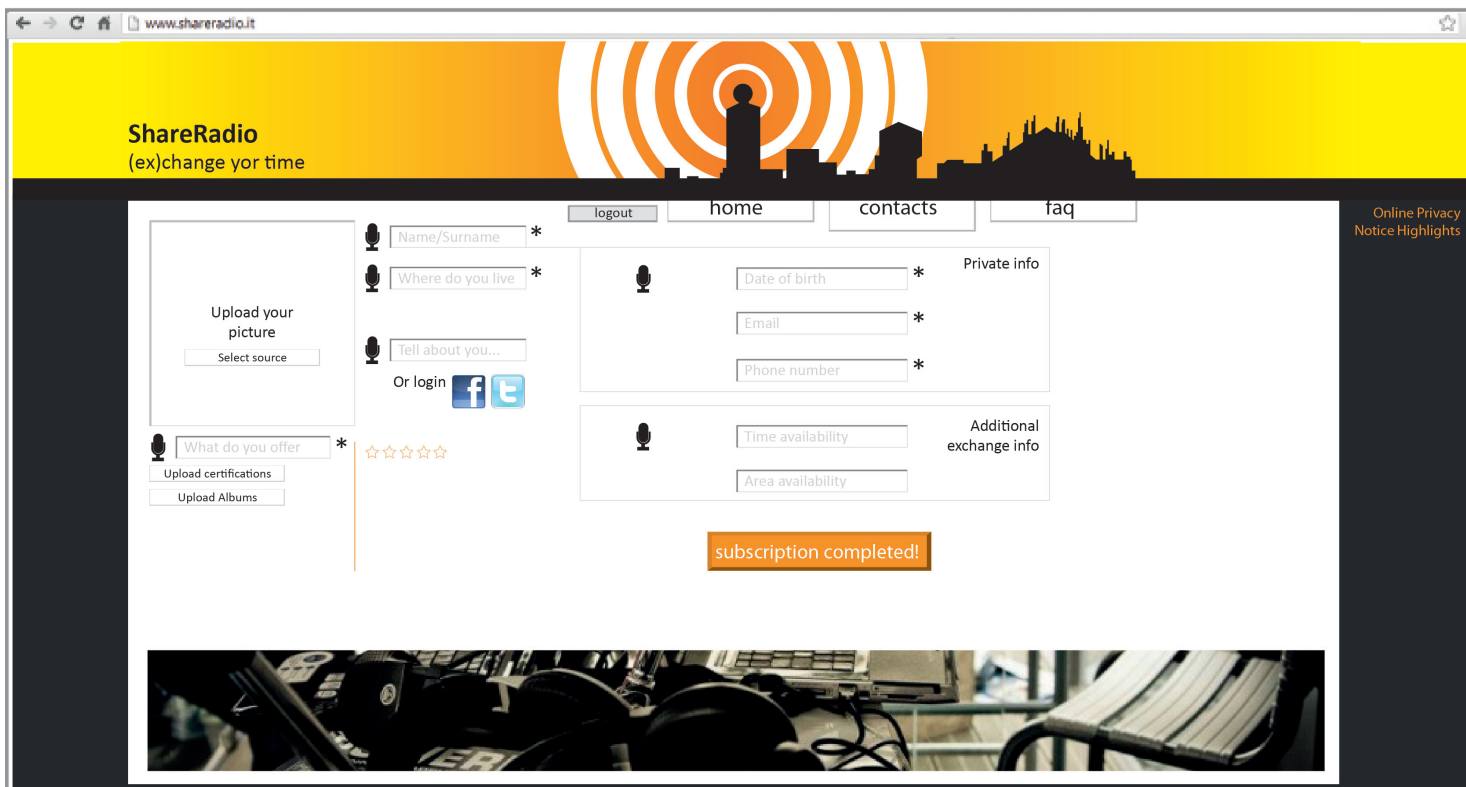 www.shareradio.it
ShareRadio
(ex)change yor time
logout
home
contacts
faq
Online Privacy
Notice Highlights
Name/Surname *
Where do you live *
Upload your
picture
Select source
Tell about you...
Or login
f t
What do you offer *
Upload certifications
Upload Albums
Private info
Date of birth *
Email *
Phone number *
Additional
exchange info
Time availability
Area availability
subscription completed!